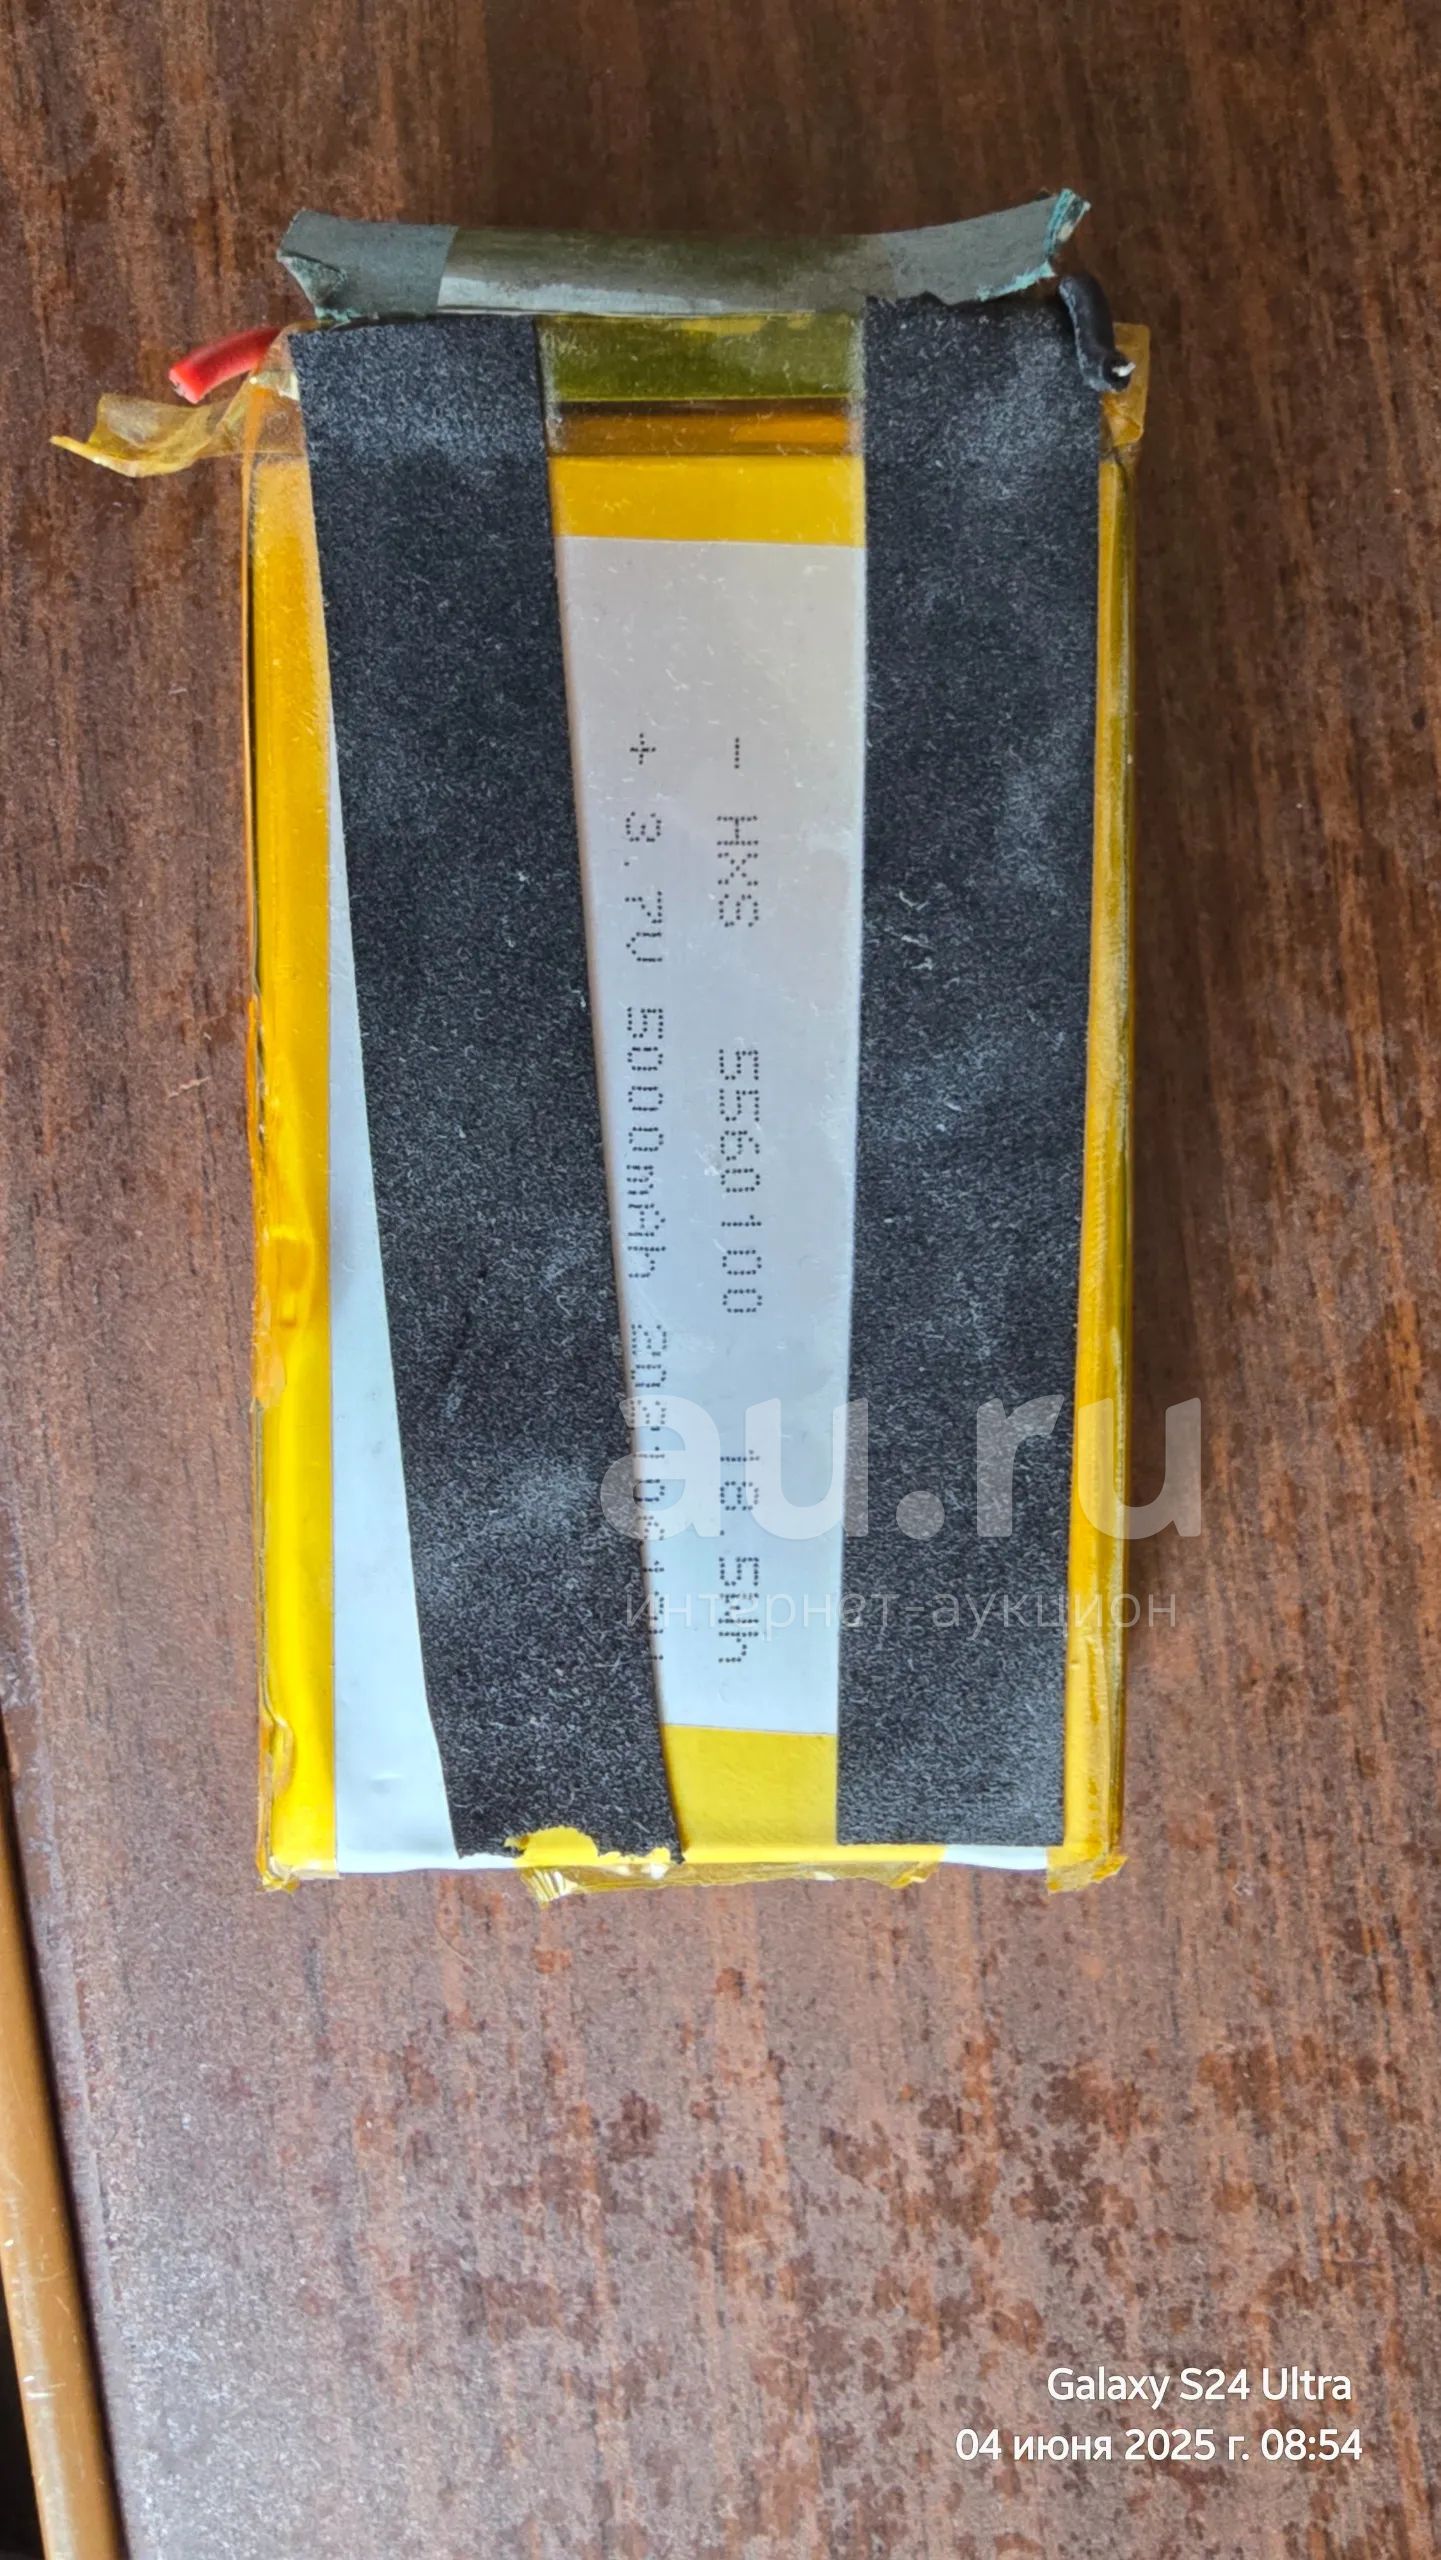 - HXS 5560100 18.5Wh
+ 3.7V 5000mAh
au.ru
интернет-аукцион
Galaxy S24 Ultra
04 июня 2025 г. 08:54